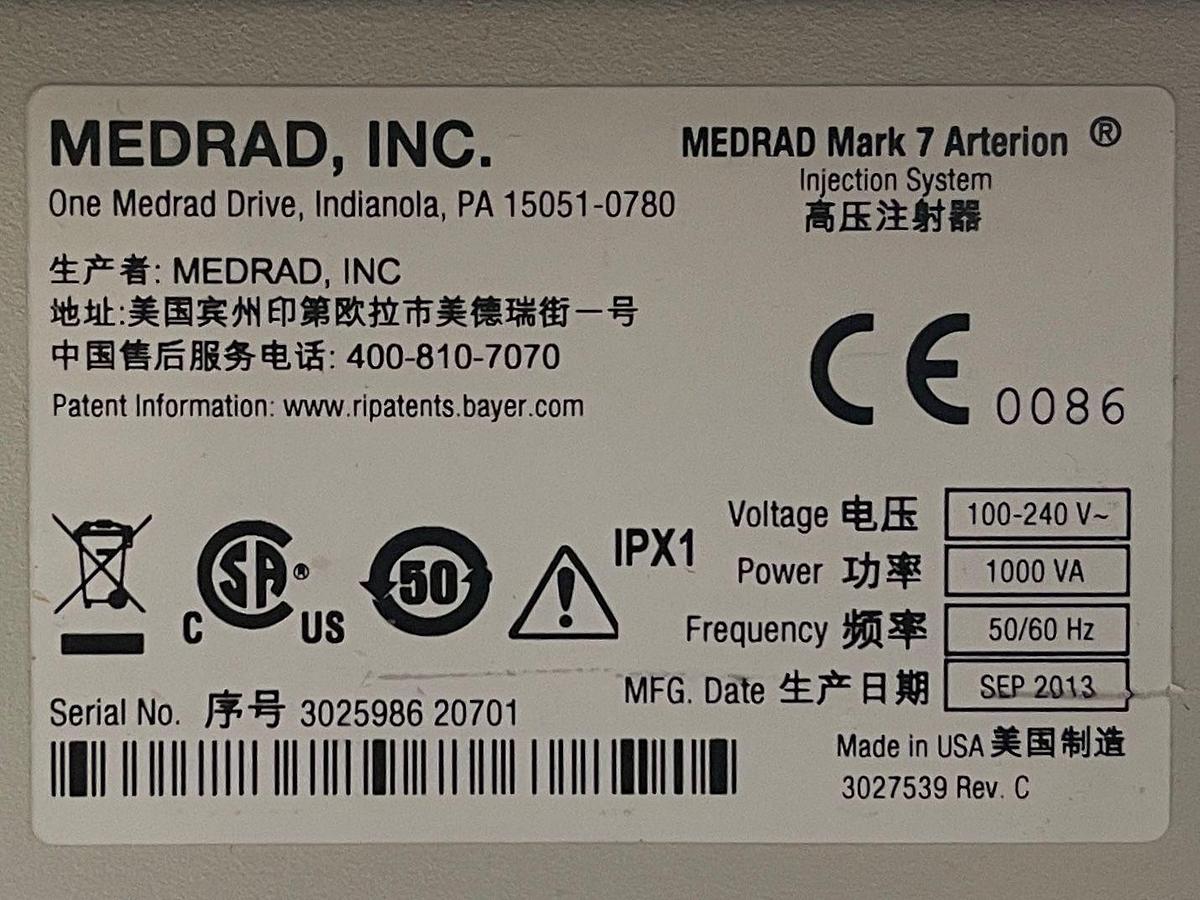 MEDRAD, INC.
One Medrad Drive, Indianola, PA 15051-0780
MEDRAD Mark 7 Arterion ®
Injection System
高压注射器
生产者: MEDRAD, INC
地址:美国宾州印第欧拉市美德瑞街一号
中国售后服务电话: 400-810-7070
Patent Information: www.ripatents.bayer.com
CE 0086
C SA ® US
50
IPX1
Voltage 电压 100-240 V~
Power 功率 1000 VA
Frequency 频率 50/60 Hz
MFG. Date 生产日期 SEP 2013
Serial No. 序号 3025986 20701
Made in USA 美国制造
3027539 Rev. C